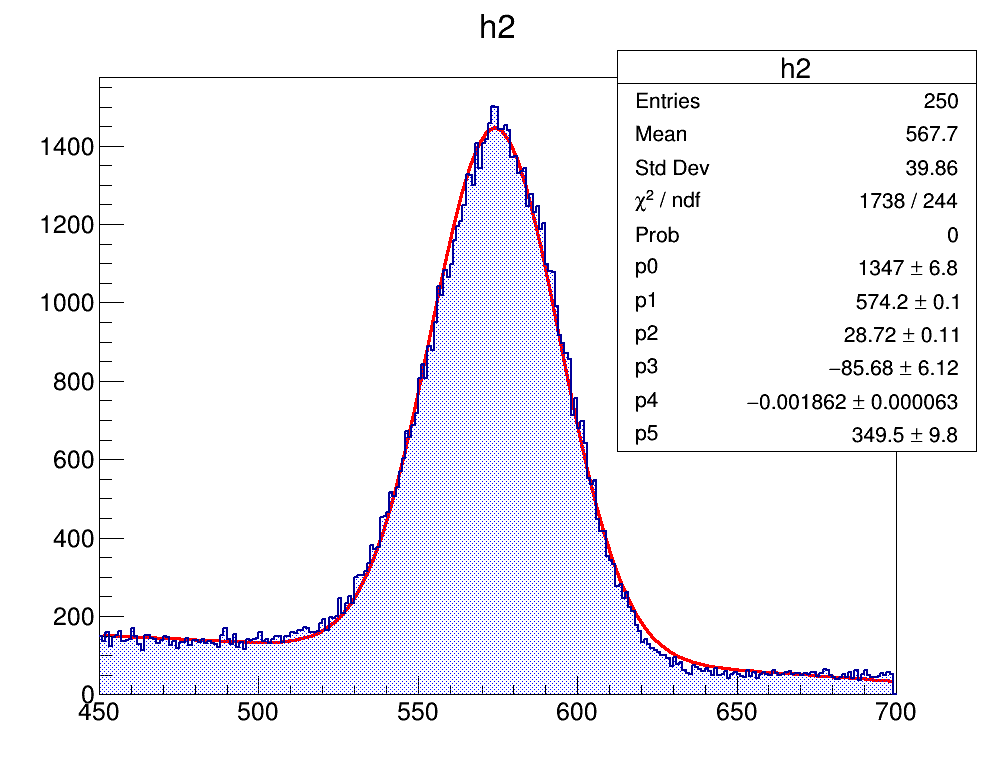 h2
h2
Entries 250
Mean 567.7
Std Dev 39.86
χ² / ndf 1738 / 244
Prob 0
p0 1347 ± 6.8
p1 574.2 ± 0.1
p2 28.72 ± 0.11
p3 −85.68 ± 6.12
p4 −0.001862 ± 0.000063
p5 349.5 ± 9.8
1400
1200
1000
800
600
400
200
0
450 500 550 600 650 700